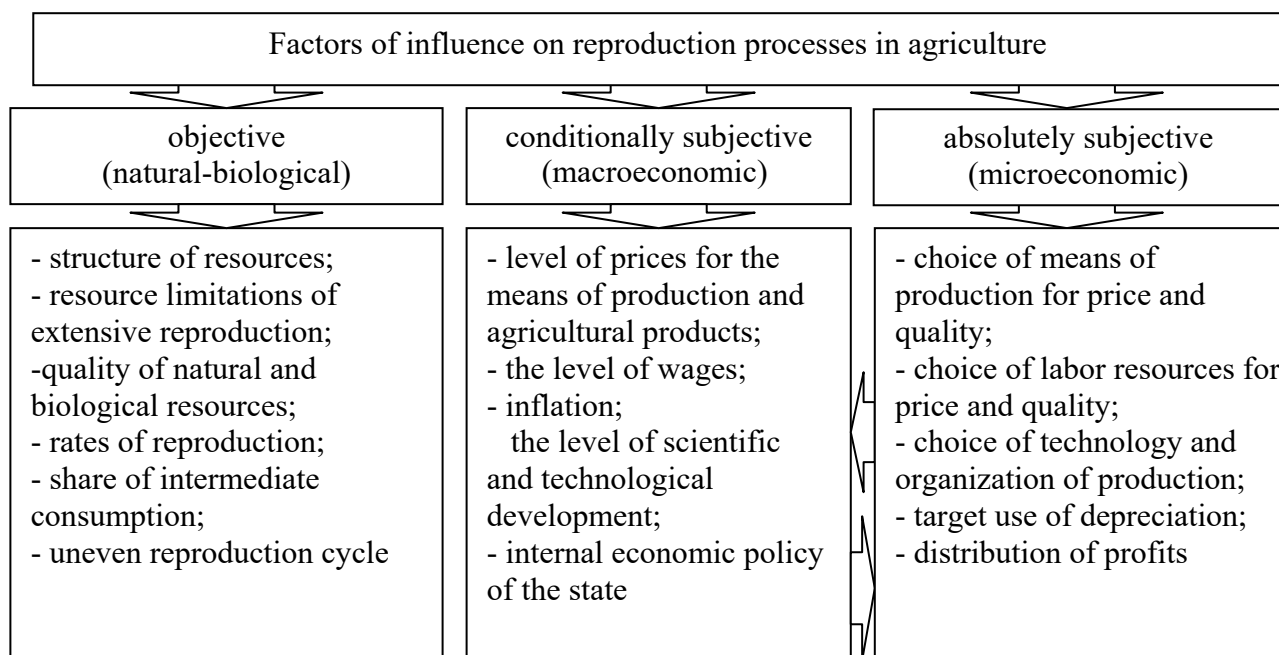 Factors of influence on reproduction processes in agriculture
objective
(natural-biological)
conditionally subjective
(macroeconomic)
absolutely subjective
(microeconomic)
- structure of resources;
- resource limitations of
extensive reproduction;
-quality of natural and
biological resources;
- rates of reproduction;
- share of intermediate
consumption;
- uneven reproduction cycle
- level of prices for the
means of production and
agricultural products;
- the level of wages;
- inflation;
the level of scientific
and technological
development;
- internal economic policy
of the state
- choice of means of
production for price and
quality;
- choice of labor resources for
price and quality;
- choice of technology and
organization of production;
- target use of depreciation;
- distribution of profits